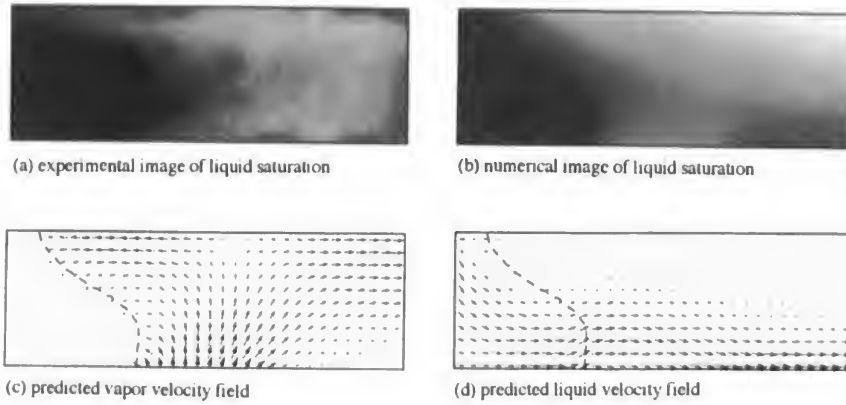 (a) experimental image of liquid saturation
(b) numerical image of liquid saturation
(c) predicted vapor velocity field
(d) predicted liquid velocity field